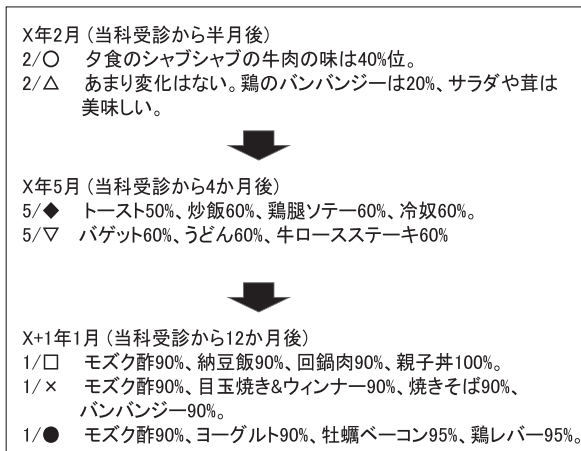 X年2月 (当科受診から半月後)
2/○ 夕食のシャブシャブの牛肉の味は40%位。
2/△ あまり変化はない。鶏のバンバンジーは20%、サラダや茸は
美味しい。
X年5月 (当科受診から4か月後)
5/◆ トースト50%、炒飯60%、鶏腿ソテー60%、冷奴60%。
5/▽ バゲット60%、うどん60%、牛ロースステーキ60%
X+1年1月 (当科受診から12か月後)
1/□ モズク酢90%、納豆飯90%、回鍋肉90%、親子丼100%。
1/× モズク酢90%、目玉焼き&ウィンナー90%、焼きそば90%、
バンバンジー90%。
1/● モズク酢90%、ヨーグルト90%、牡蠣ベーコン95%、鶏レバー95%。